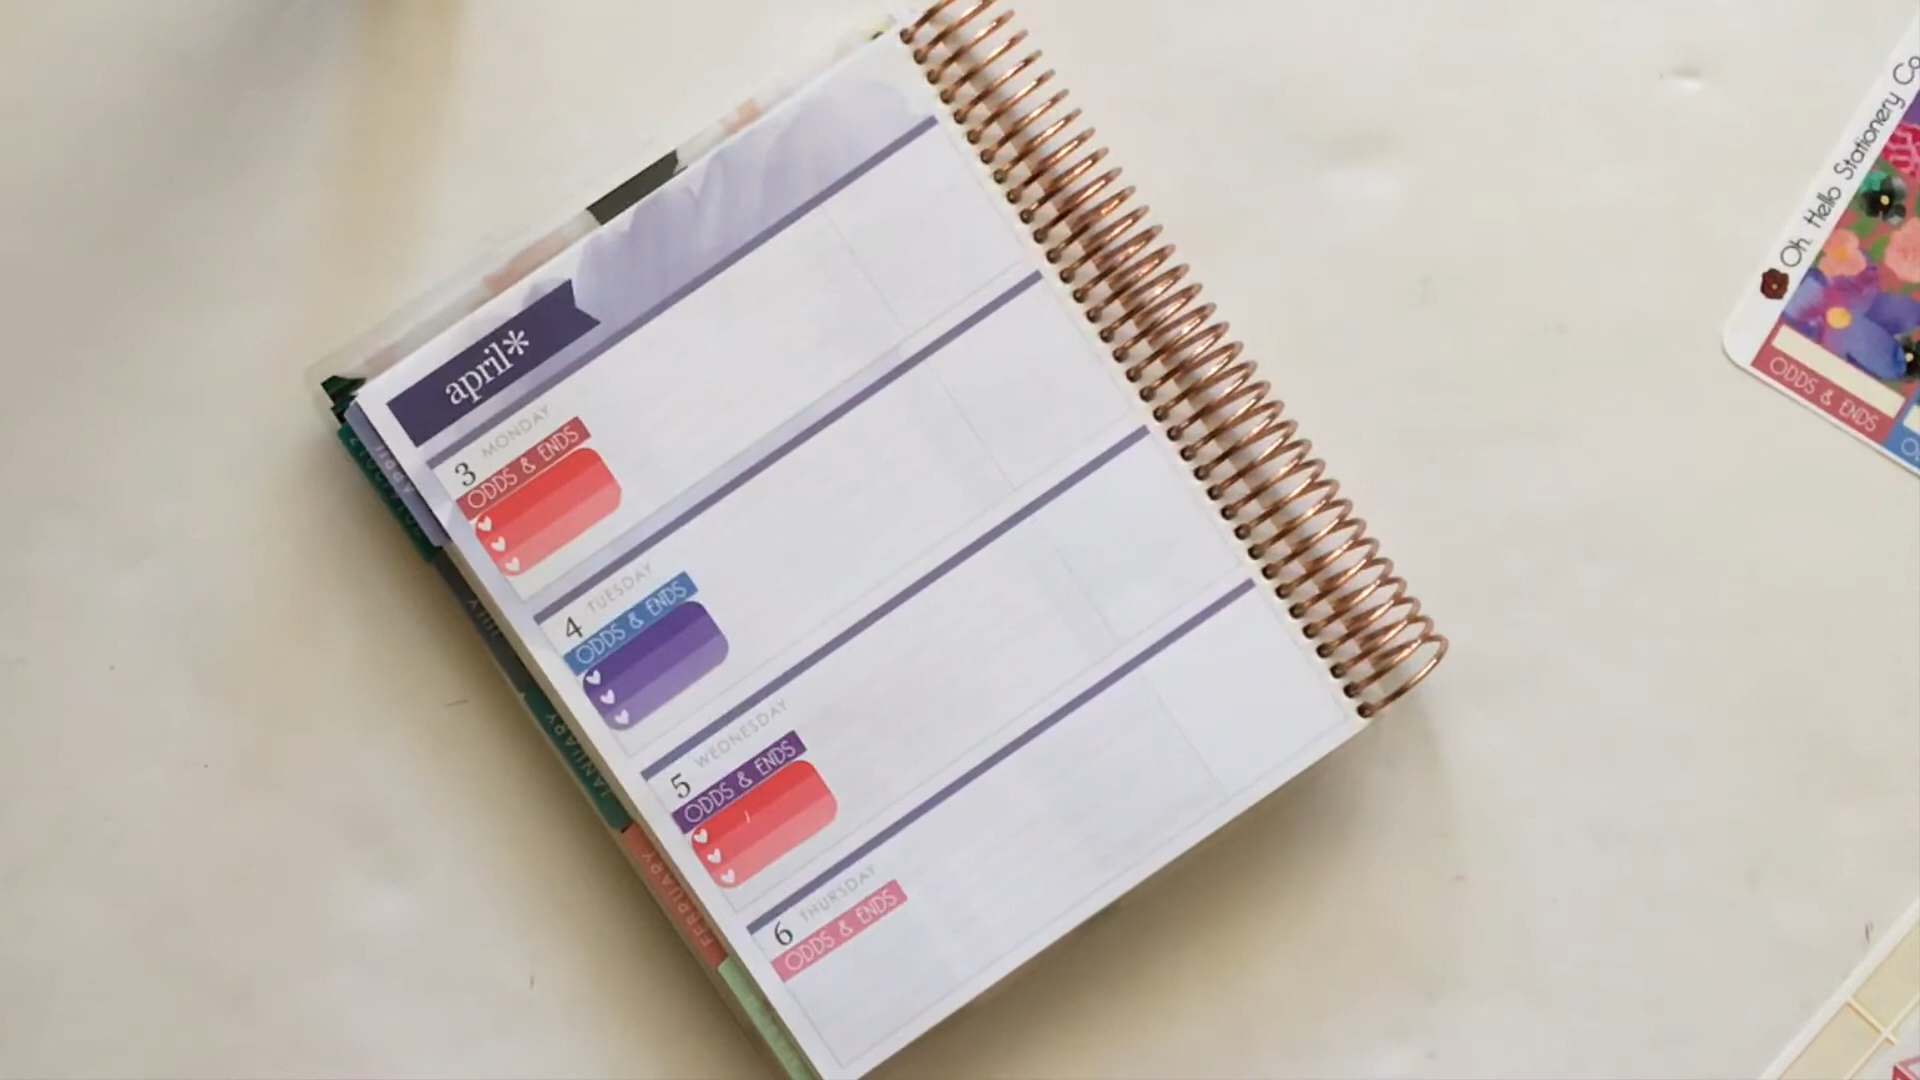 april*
3 MONDAY
ODDS & ENDS
4 TUESDAY
ODDS & ENDS
5 WEDNESDAY
ODDS & ENDS
6 THURSDAY
ODDS & ENDS
APRIL
JANUARY
FEBRUARY
Oh, Hello Stationery Co
ODDS & ENDS